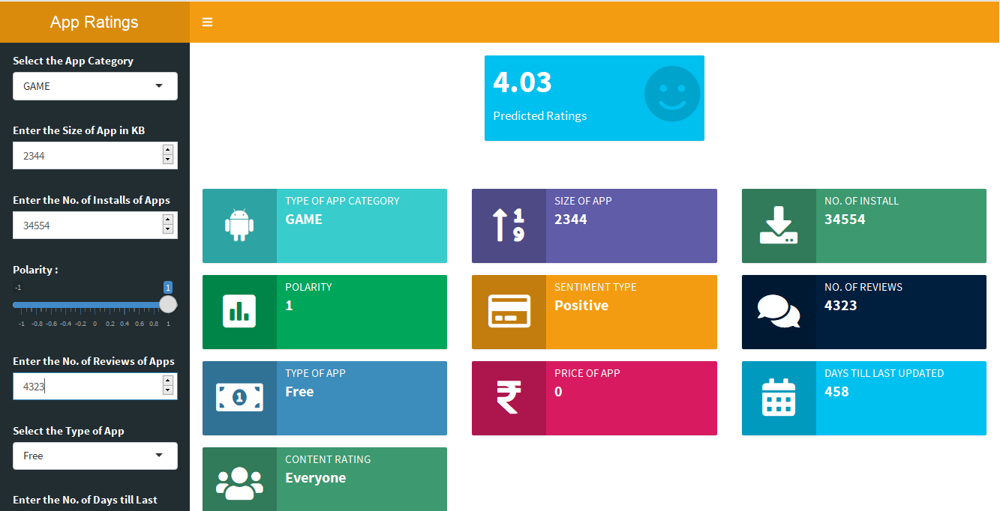 App Ratings
Select the App Category
GAME
Enter the Size of App in KB
2344
Enter the No. of Installs of Apps
34554
Polarity :
-1 1
-1 -0.8 -0.6 -0.4 -0.2 0 0.2 0.4 0.6 0.8 1
Enter the No. of Reviews of Apps
4323
Select the Type of App
Free
Enter the No. of Days till Last
4.03
Predicted Ratings
TYPE OF APP CATEGORY
GAME
SIZE OF APP
2344
1
9
NO. OF INSTALL
34554
POLARITY
1
SENTIMENT TYPE
Positive
NO. OF REVIEWS
4323
TYPE OF APP
Free
1
PRICE OF APP
0
₹
DAYS TILL LAST UPDATED
458
CONTENT RATING
Everyone